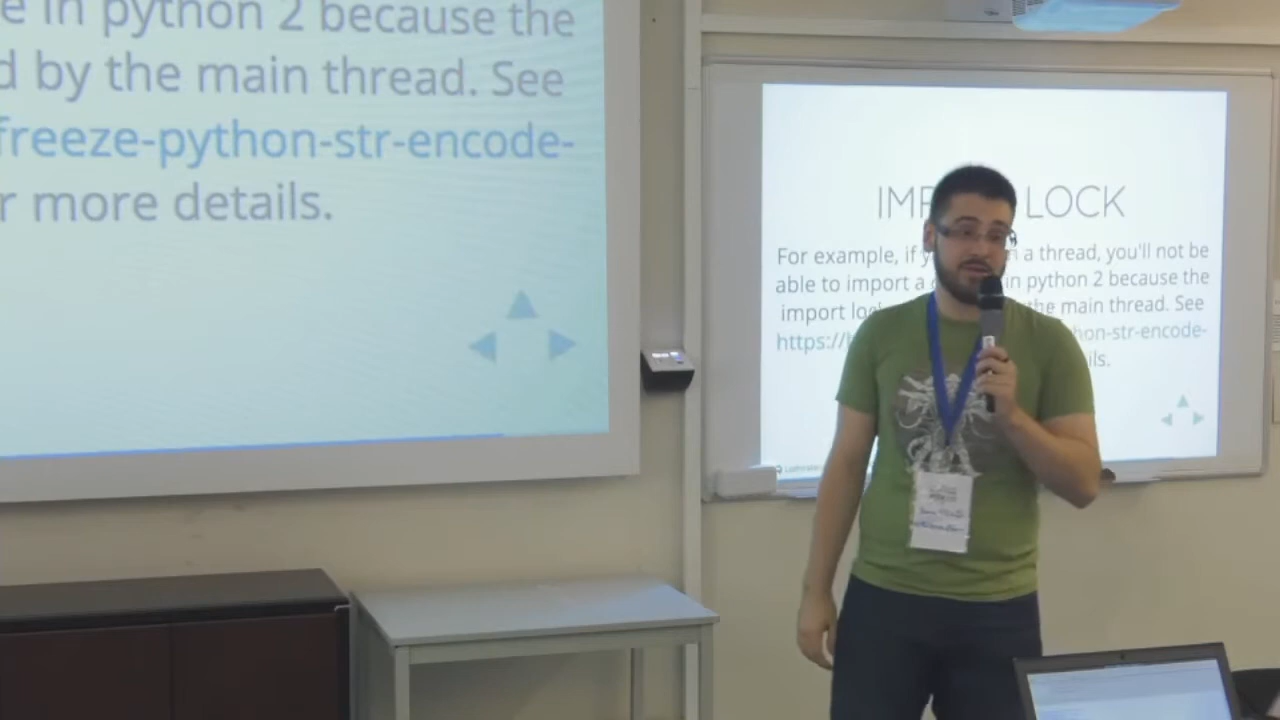 e in python 2 because the
d by the main thread. See
freeze-python-str-encode-
r more details.
LOCK
For example, if a thread, you'll not be
able to import a in python 2 because the
import the main thread. See
https:// hon-str-encode-
ils.